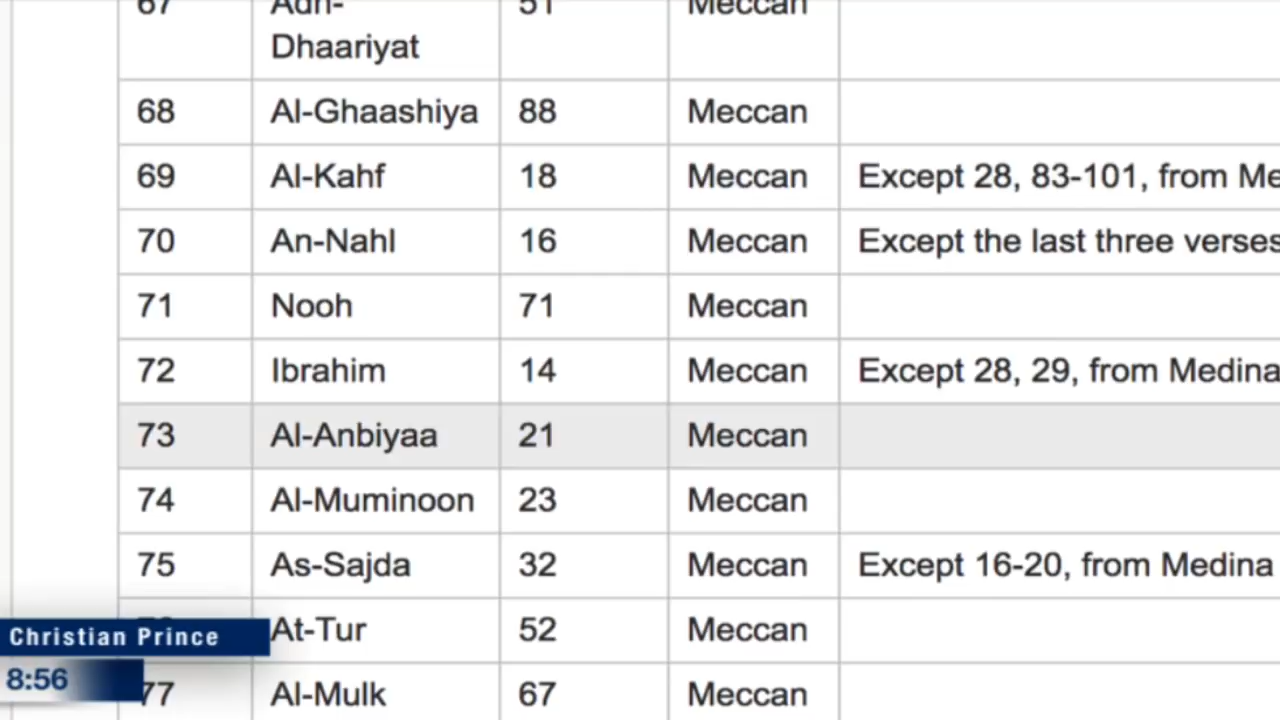 67 Adh- 51 Meccan
Dhaariyat
68 Al-Ghaashiya 88 Meccan
69 Al-Kahf 18 Meccan Except 28, 83-101, from Me
70 An-Nahl 16 Meccan Except the last three verses
71 Nooh 71 Meccan
72 Ibrahim 14 Meccan Except 28, 29, from Medina
73 Al-Anbiyaa 21 Meccan
74 Al-Muminoon 23 Meccan
75 As-Sajda 32 Meccan Except 16-20, from Medina
At-Tur 52 Meccan
77 Al-Mulk 67 Meccan
Christian Prince
8:56